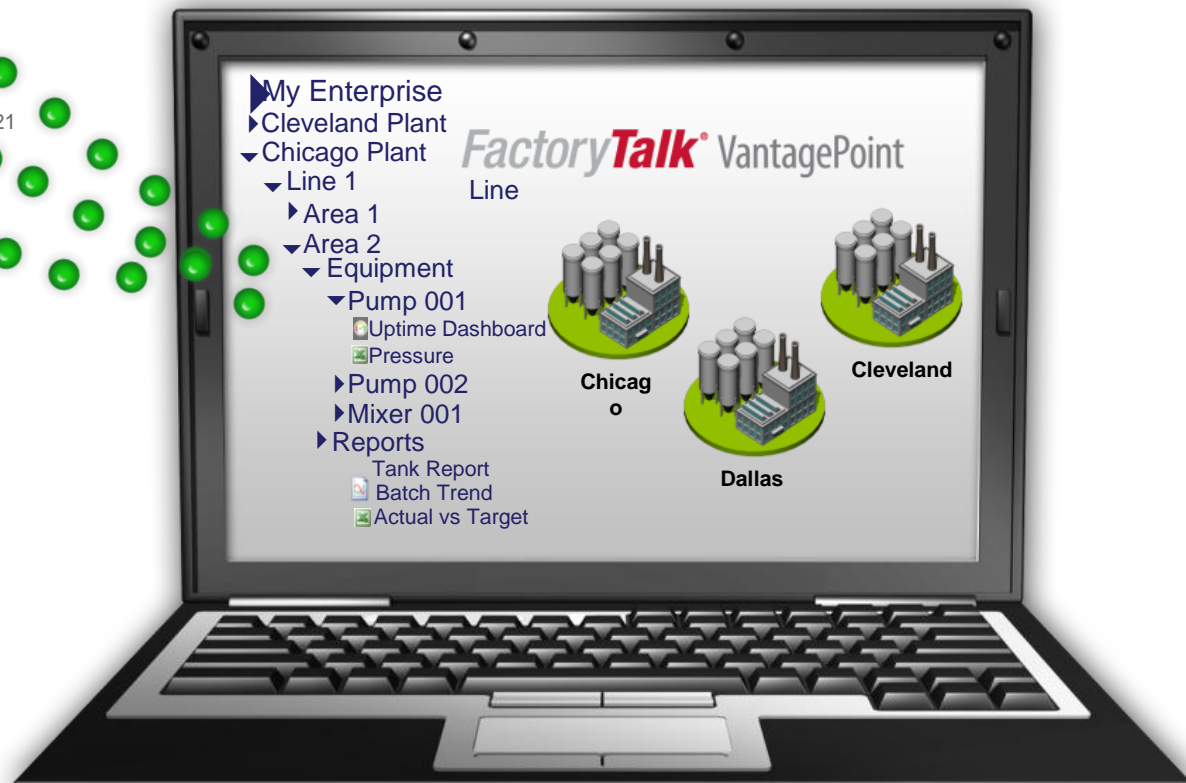 21
My Enterprise
Cleveland Plant
Chicago Plant
Line 1
Area 1
Area 2
Equipment
Pump 001
Uptime Dashboard
Pressure
Pump 002
Mixer 001
Reports
Tank Report
Batch Trend
Actual vs Target
FactoryTalk® VantagePoint
Line
Chicag
o
Dallas
Cleveland